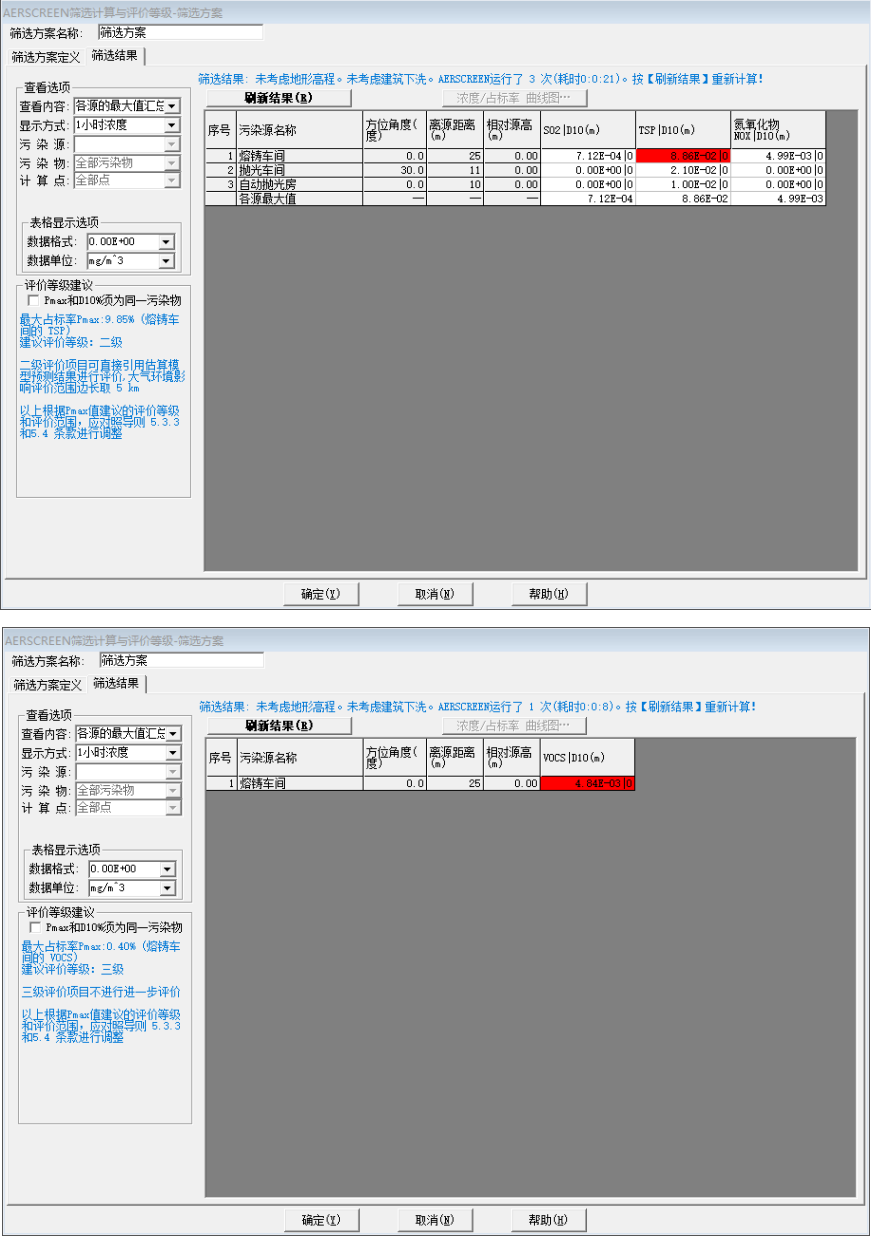 AERSCREEN筛选计算与评价等级-筛选方案
筛选方案名称: 筛选方案
筛选方案定义 筛选结果
筛选结果: 未考虑地形高程。未考虑建筑下洗。AERSCREEN运行了 3 次(耗时0:0:21)。按【刷新结果】重新计算!
查看选项
查看内容: 各源的最大值汇总
显示方式: 1小时浓度
污 染 源:
污 染 物: 全部污染物
计 算 点: 全部点
表格显示选项
数据格式: 0.00E+00
数据单位: mg/m^3
评价等级建议
Pmax和D10%须为同一污染物
最大占标率Pmax:9.85% (熔铸车
间的 TSP)
建议评价等级: 二级
二级评价项目可直接引用估算模
型预测结果进行评价,大气环境影
响评价范围边长取 5 km
以上根据Pmax值建议的评价等级
和评价范围, 应对照导则 5.3.3
和5.4 条款进行调整
刷新结果(R) 浓度/占标率 曲线图…
序号 污染源名称 方位角度(度) 离源距离(m) 相对源高(m) SO2|D10(m) TSP|D10(m) 氮氧化物NOX|D10(m)
1 熔铸车间 0.0 25 0.00 7.12E-04|0 8.86E-02|0 4.99E-03|0
2 抛光车间 30.0 11 0.00 0.00E+00|0 2.10E-02|0 0.00E+00|0
3 自动抛光房 0.0 10 0.00 0.00E+00|0 1.00E-02|0 0.00E+00|0
各源最大值 — — — 7.12E-04 8.86E-02 4.99E-03
确定(Y) 取消(N) 帮助(H)
AERSCREEN筛选计算与评价等级-筛选方案
筛选方案名称: 筛选方案
筛选方案定义 筛选结果
筛选结果: 未考虑地形高程。未考虑建筑下洗。AERSCREEN运行了 1 次(耗时0:0:8)。按【刷新结果】重新计算!
查看选项
查看内容: 各源的最大值汇总
显示方式: 1小时浓度
污 染 源:
污 染 物: 全部污染物
计 算 点: 全部点
表格显示选项
数据格式: 0.00E+00
数据单位: mg/m^3
评价等级建议
Pmax和D10%须为同一污染物
最大占标率Pmax:0.40% (熔铸车
间的 VOCS)
建议评价等级: 三级
三级评价项目不进行进一步评价
以上根据Pmax值建议的评价等级
和评价范围, 应对照导则 5.3.3
和5.4 条款进行调整
刷新结果(R) 浓度/占标率 曲线图…
序号 污染源名称 方位角度(度) 离源距离(m) 相对源高(m) VOCS|D10(m)
1 熔铸车间 0.0 25 0.00 4.84E-03|0
确定(Y) 取消(N) 帮助(H)